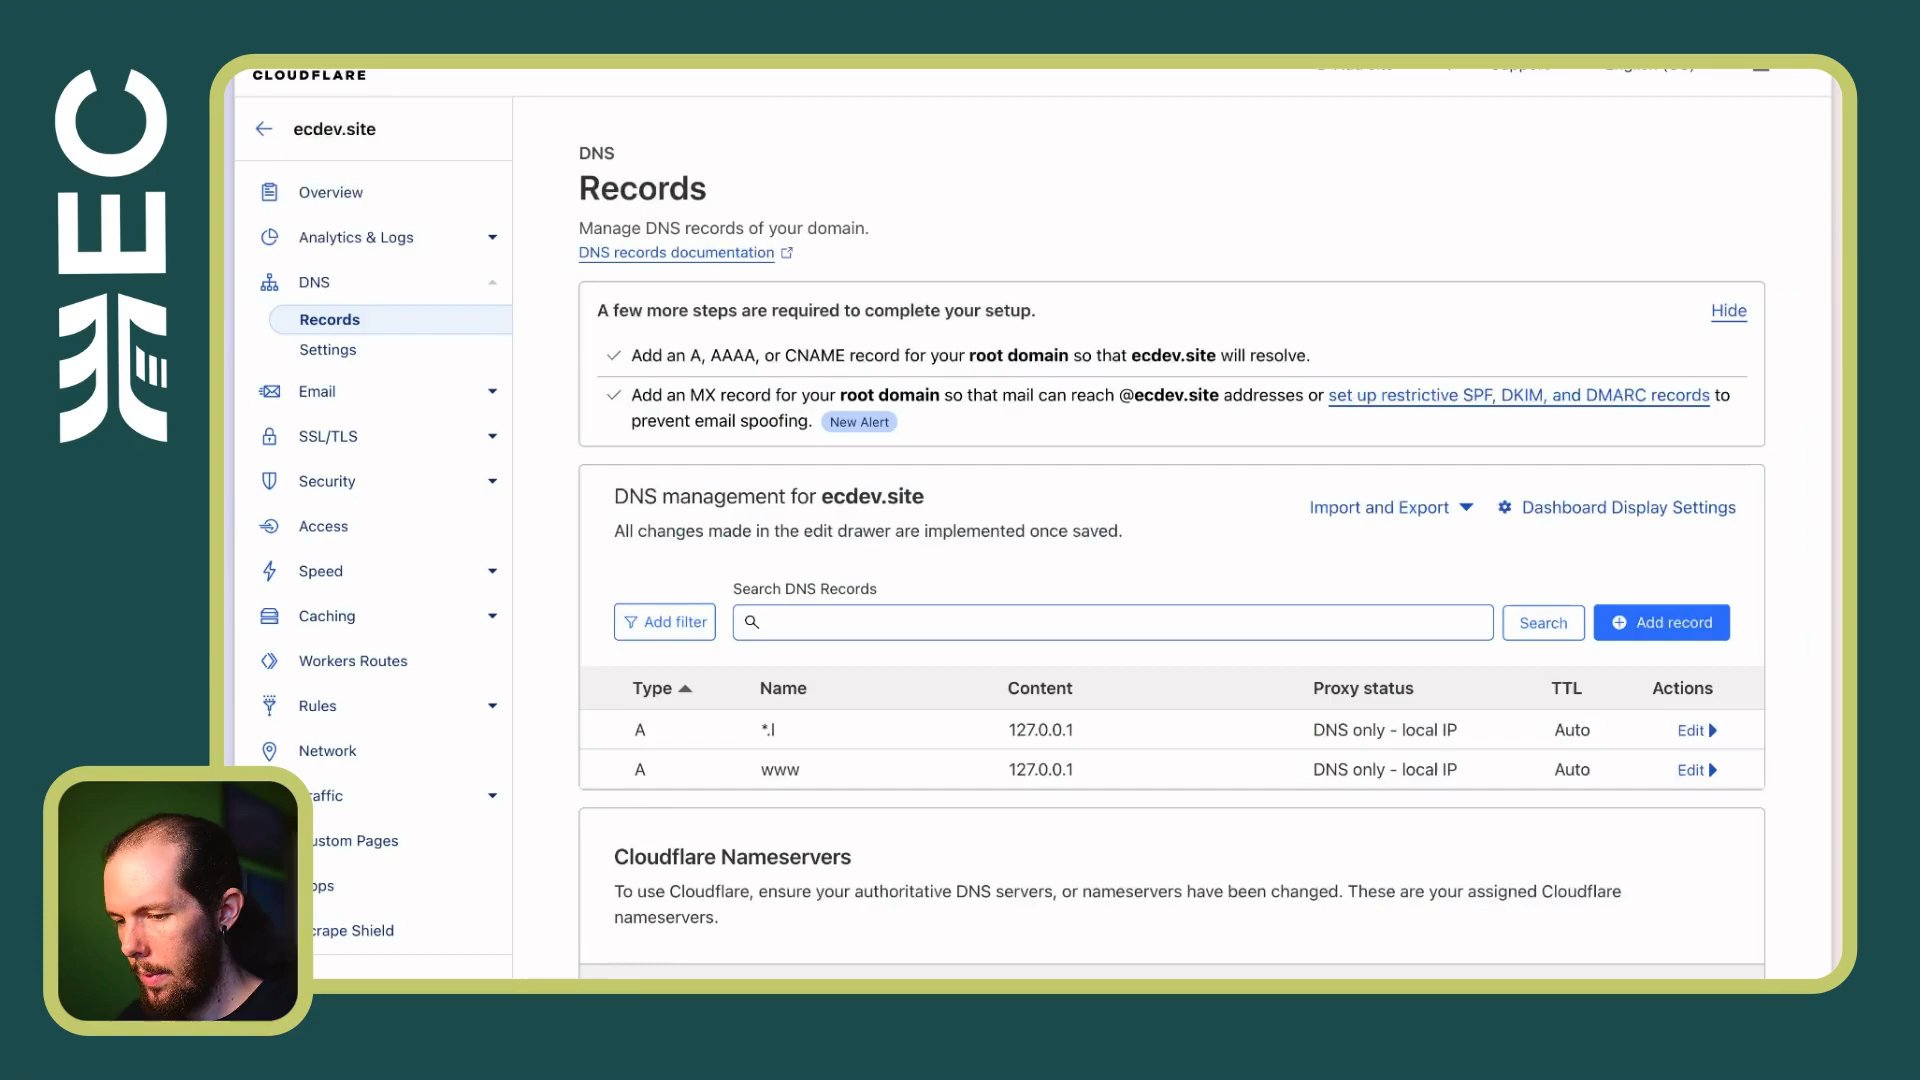 EC
CLOUDFLARE
ecdev.site
Overview
Analytics & Logs
DNS
Records
Settings
Email
SSL/TLS
Security
Access
Speed
Caching
Workers Routes
Rules
Network
affic
ustom Pages
pps
crape Shield
DNS
Records
Manage DNS records of your domain.
DNS records documentation
A few more steps are required to complete your setup.
Hide
Add an A, AAAA, or CNAME record for your root domain so that ecdev.site will resolve.
Add an MX record for your root domain so that mail can reach @ecdev.site addresses or set up restrictive SPF, DKIM, and DMARC records to
prevent email spoofing. New Alert
DNS management for ecdev.site
All changes made in the edit drawer are implemented once saved.
Import and Export
Dashboard Display Settings
Search DNS Records
Add filter
Search
Add record
Type Name Content Proxy status TTL Actions
A *.l 127.0.0.1 DNS only - local IP Auto Edit
A www 127.0.0.1 DNS only - local IP Auto Edit
Cloudflare Nameservers
To use Cloudflare, ensure your authoritative DNS servers, or nameservers have been changed. These are your assigned Cloudflare
nameservers.